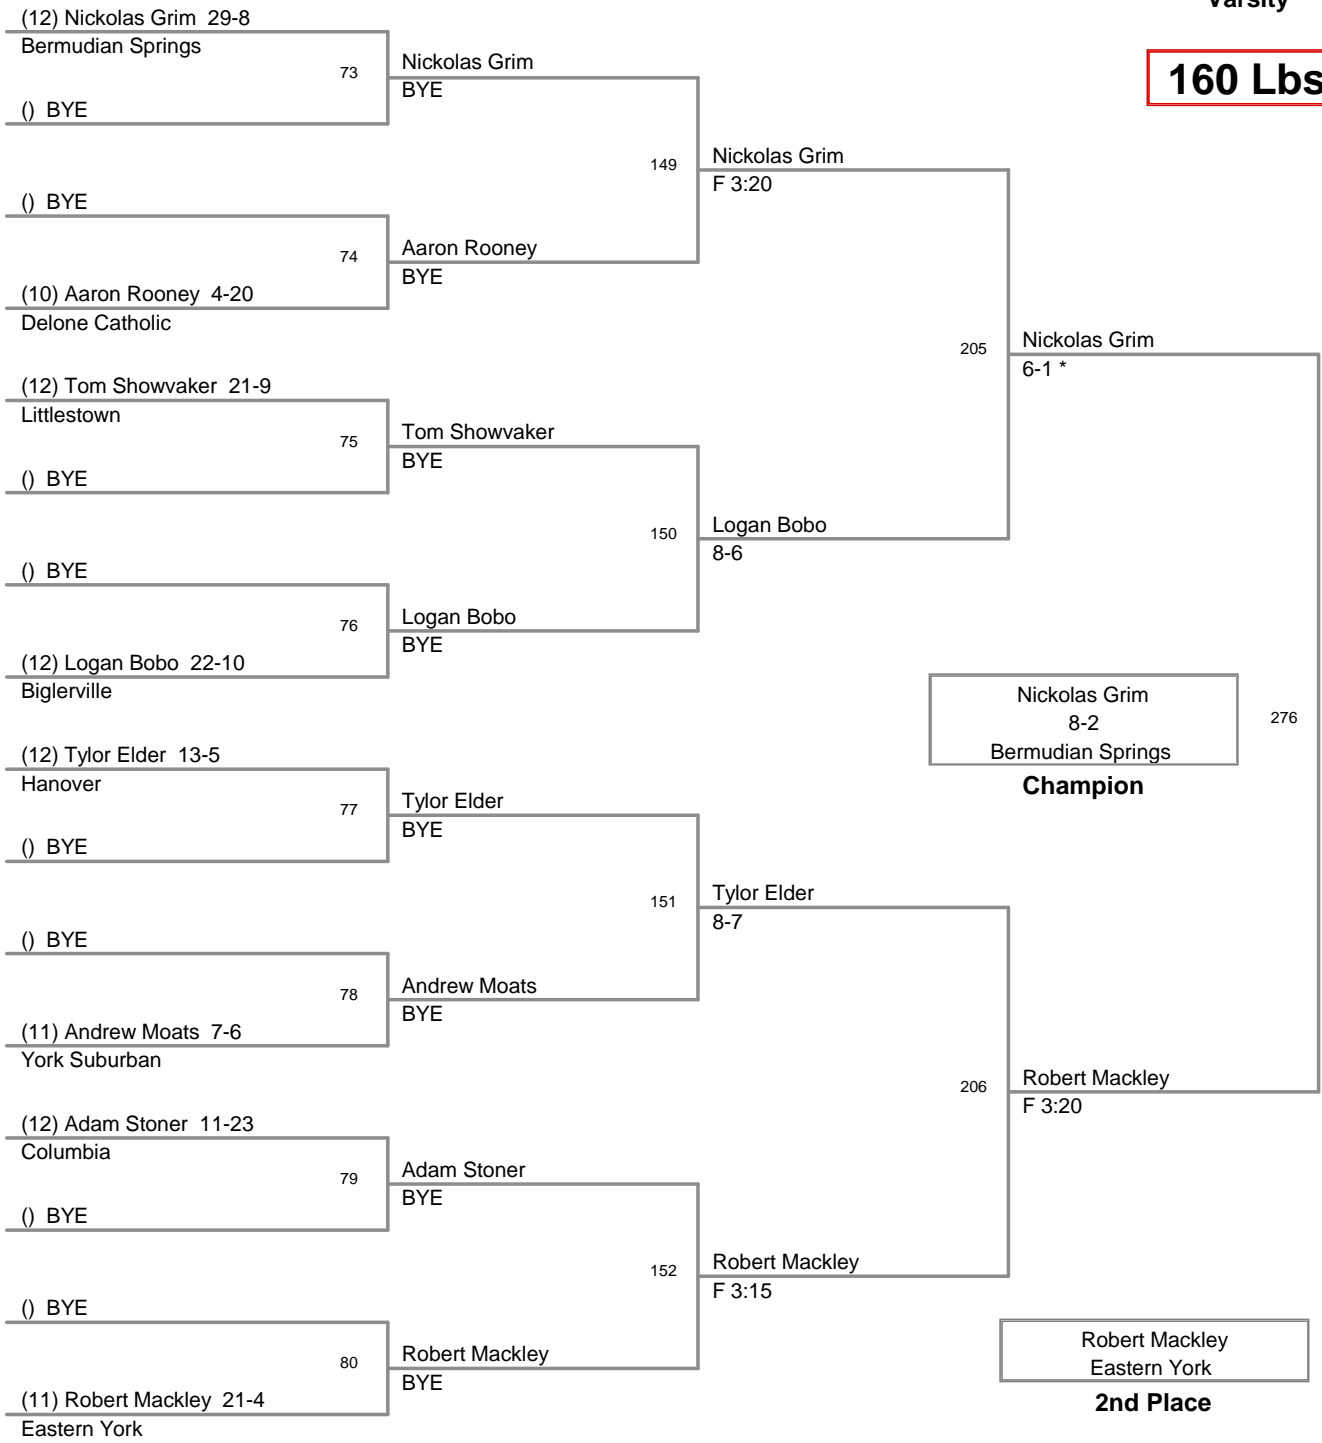 Varsity
160 Lbs
(12) Nickolas Grim 29-8
Bermudian Springs
73
() BYE
Nickolas Grim
BYE
() BYE
74
(10) Aaron Rooney 4-20
Delone Catholic
Aaron Rooney
BYE
149
Nickolas Grim
F 3:20
(12) Tom Showvaker 21-9
Littlestown
75
() BYE
Tom Showvaker
BYE
() BYE
76
(12) Logan Bobo 22-10
Biglerville
Logan Bobo
BYE
150
Logan Bobo
8-6
205
Nickolas Grim
6-1 *
(12) Tylor Elder 13-5
Hanover
77
() BYE
Tylor Elder
BYE
() BYE
78
(11) Andrew Moats 7-6
York Suburban
Andrew Moats
BYE
151
Tylor Elder
8-7
(12) Adam Stoner 11-23
Columbia
79
() BYE
Adam Stoner
BYE
() BYE
80
(11) Robert Mackley 21-4
Eastern York
Robert Mackley
BYE
152
Robert Mackley
F 3:15
206
Robert Mackley
F 3:20
276
Nickolas Grim
8-2
Bermudian Springs
Champion
Robert Mackley
Eastern York
2nd Place